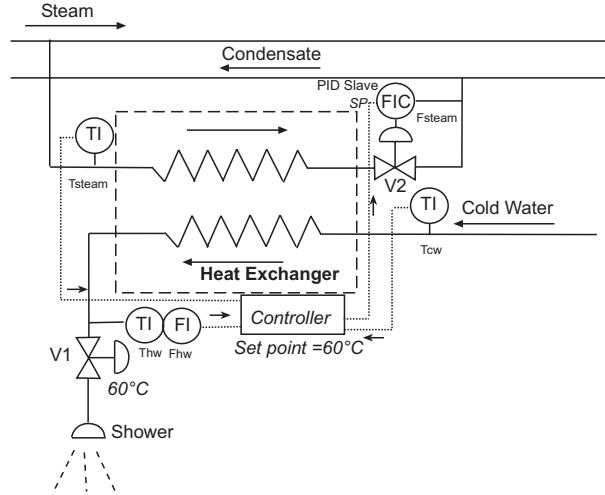 Steam
Condensate
PID Slave
SP
FIC
Fsteam
TI
Tsteam
V2
TI
Cold Water
Tcw
Heat Exchanger
Controller
Set point =60°C
TI
FI
Thw
Fhw
V1
60°C
Shower